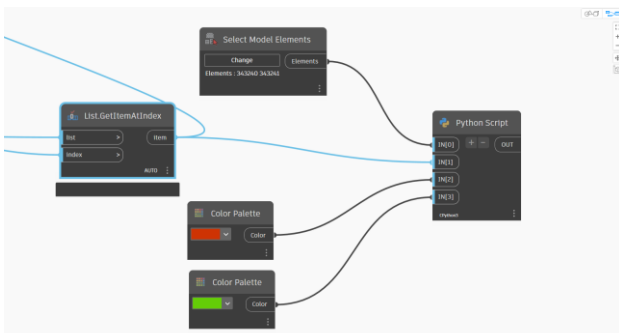 Select Model Elements
Change
Elements
Elements : 343240 343241
List.GetItemAtIndex
list >
item
index >
AUTO
Python Script
IN[0]
+
-
OUT
IN[1]
IN[2]
IN[3]
CPython3
Color Palette
Color
Color Palette
Color